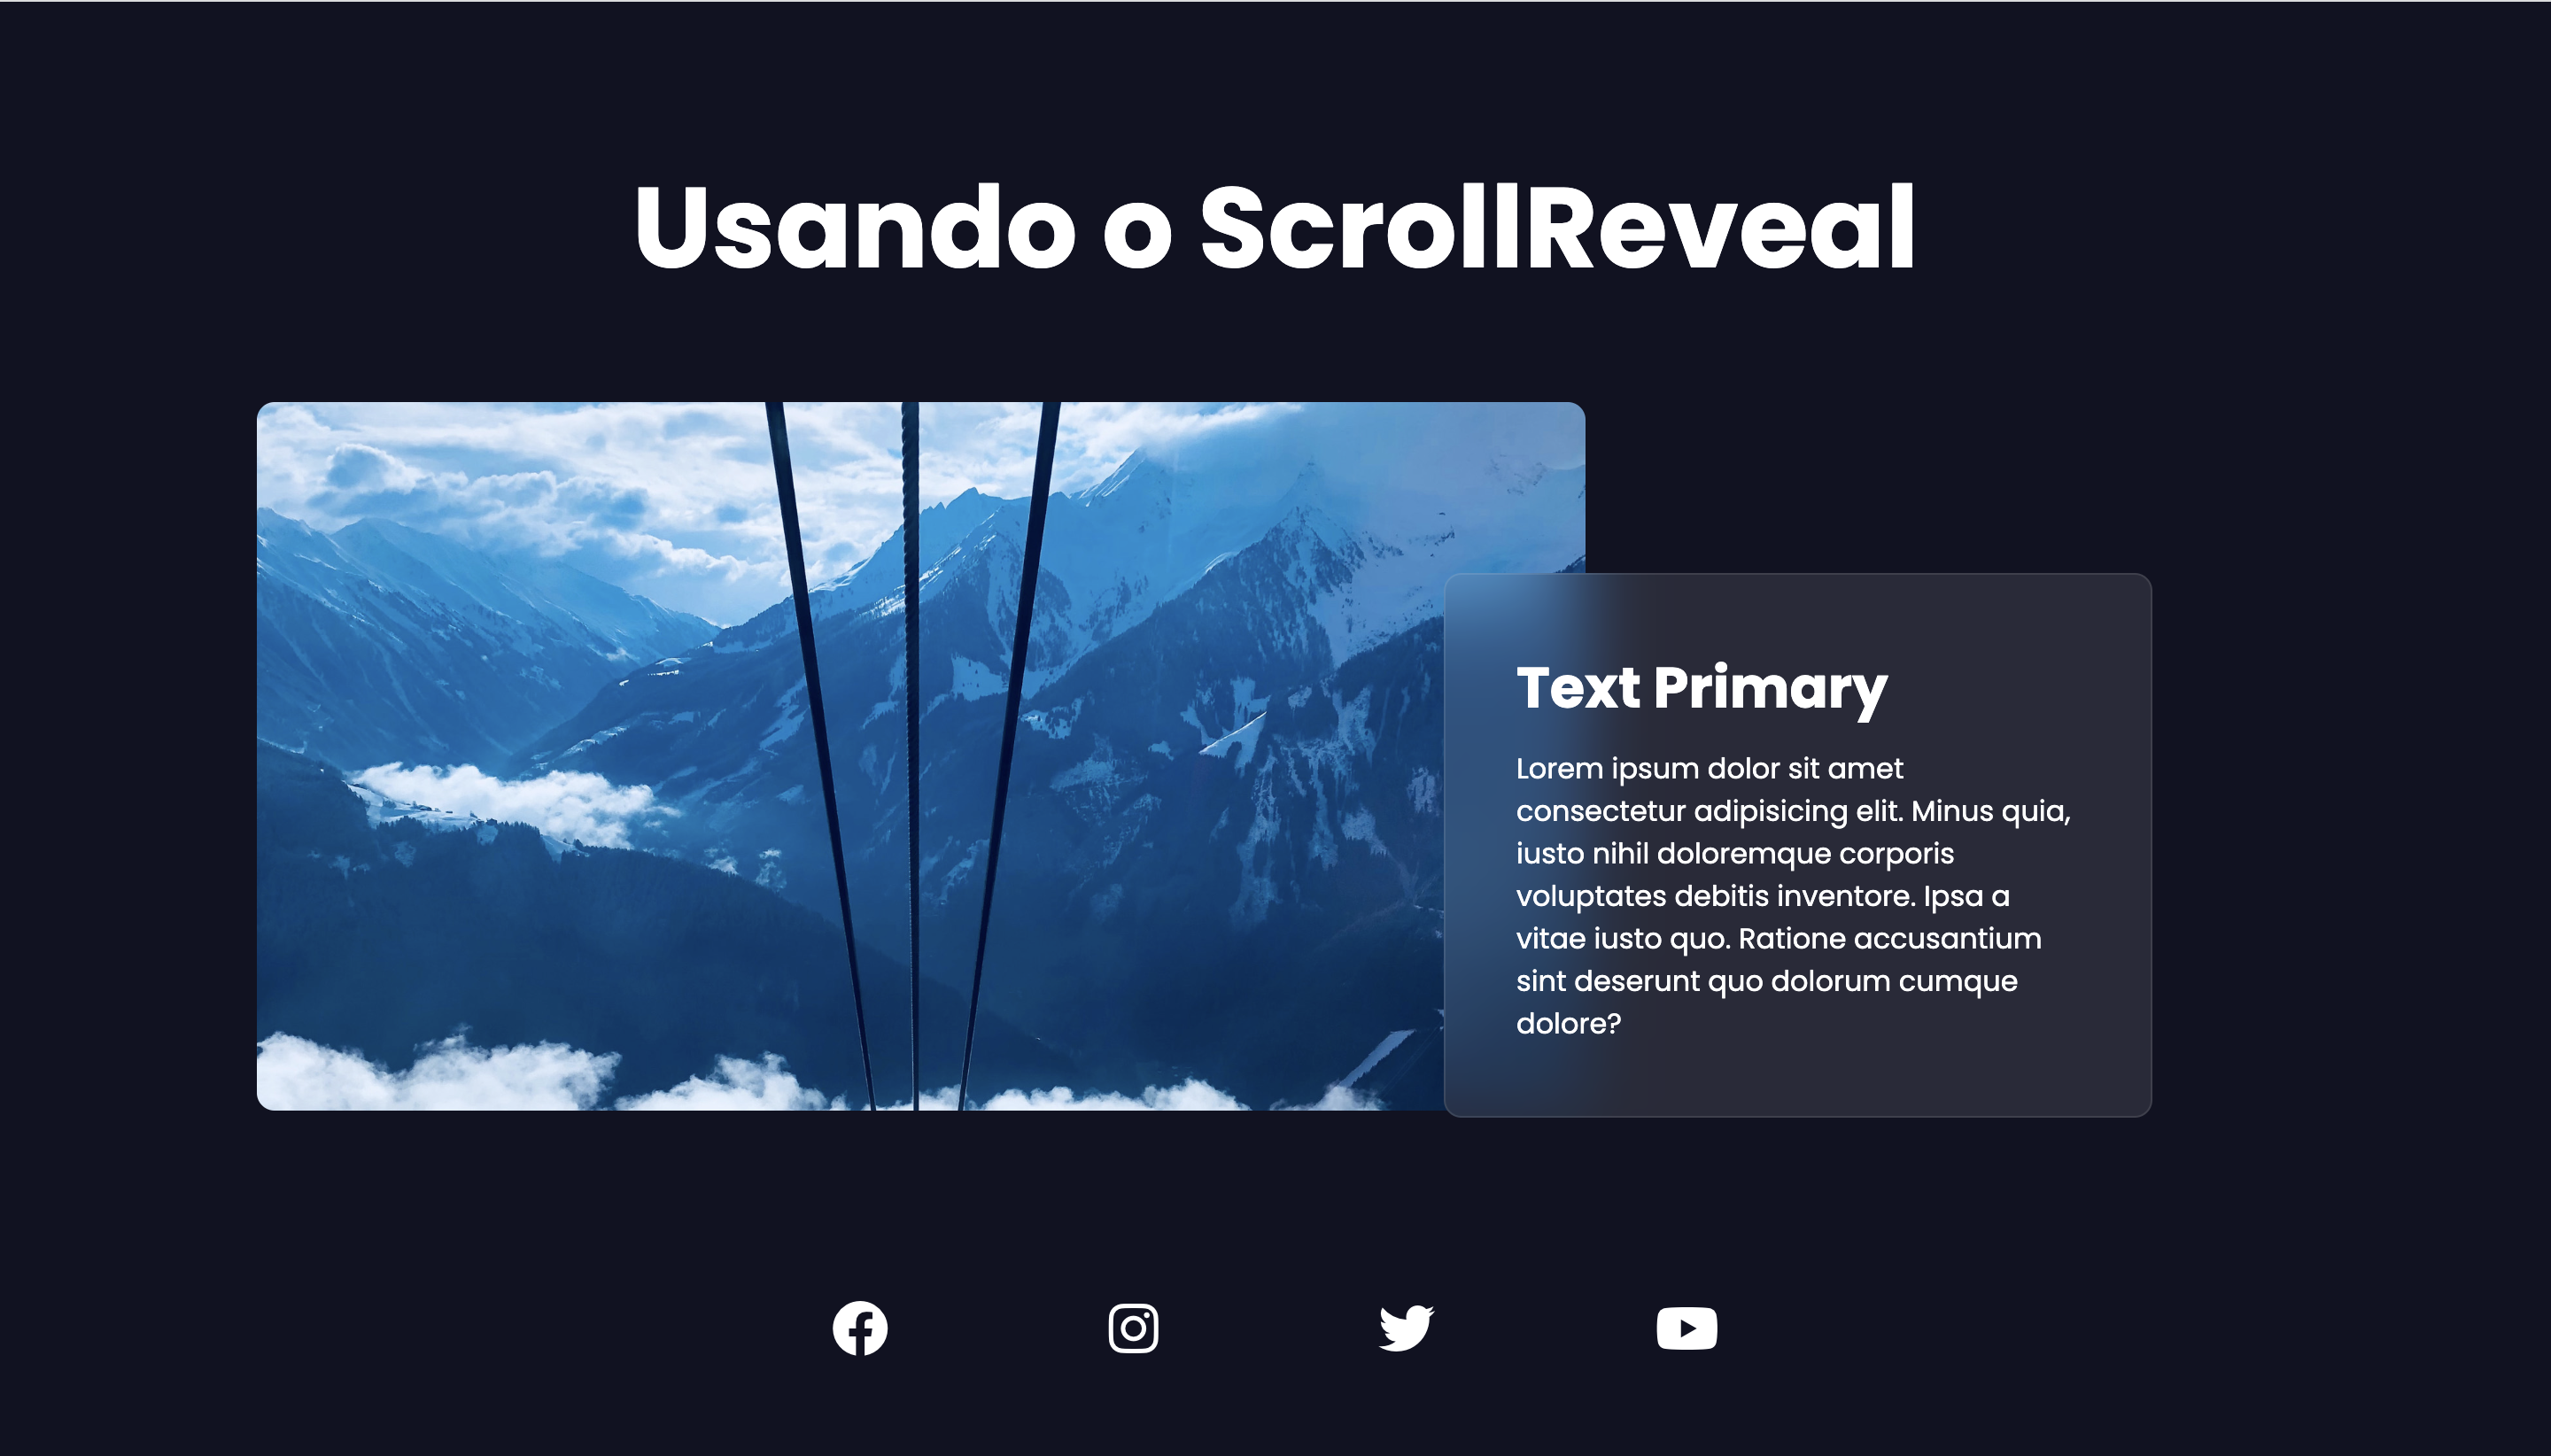 Usando o ScrollReveal
Text Primary
Lorem ipsum dolor sit amet
consectetur adipisicing elit. Minus quia,
iusto nihil doloremque corporis
voluptates debitis inventore. Ipsa a
vitae iusto quo. Ratione accusantium
sint deserunt quo dolorum cumque
dolore?